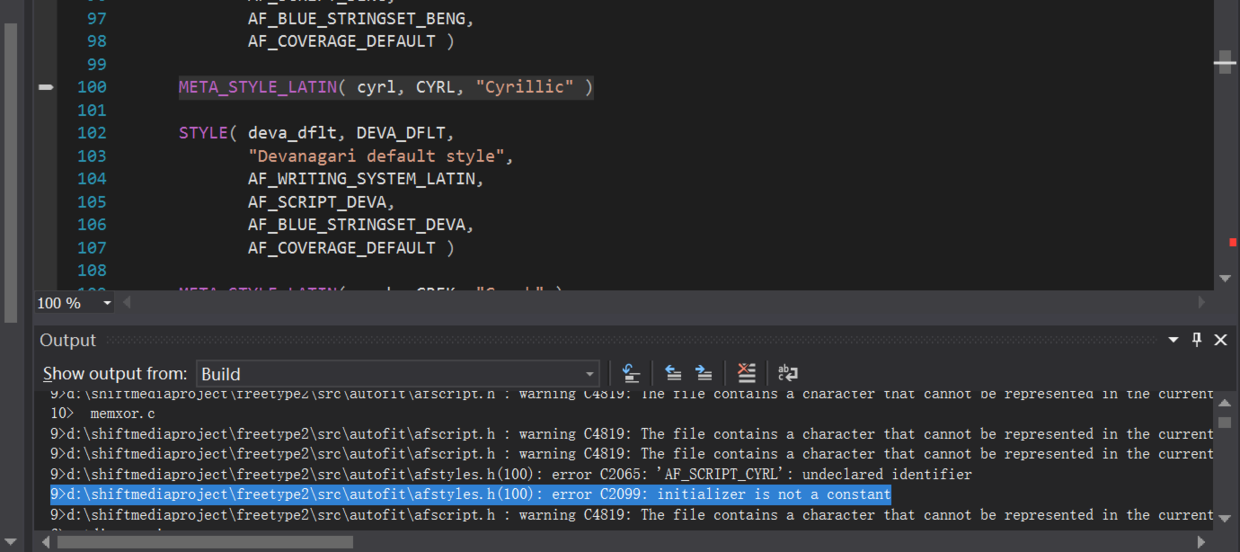 97 AF_BLUE_STRINGSET_BENG,
98 AF_COVERAGE_DEFAULT )
99
100 META_STYLE_LATIN( cyrl, CYRL, "Cyrillic" )
101
102 STYLE( deva_dflt, DEVA_DFLT,
103 "Devanagari default style",
104 AF_WRITING_SYSTEM_LATIN,
105 AF_SCRIPT_DEVA,
106 AF_BLUE_STRINGSET_DEVA,
107 AF_COVERAGE_DEFAULT )
108
100 %
Output
Show output from: Build
9>d:\shiftmediaproject\freetype2\src\autofit\afscript.h : warning C4819: The file contains a character that cannot be represented in the current
10> memxor.c
9>d:\shiftmediaproject\freetype2\src\autofit\afscript.h : warning C4819: The file contains a character that cannot be represented in the current
9>d:\shiftmediaproject\freetype2\src\autofit\afscript.h : warning C4819: The file contains a character that cannot be represented in the current
9>d:\shiftmediaproject\freetype2\src\autofit\afstyles.h(100): error C2065: 'AF_SCRIPT_CYRL': undeclared identifier
9>d:\shiftmediaproject\freetype2\src\autofit\afstyles.h(100): error C2099: initializer is not a constant
9>d:\shiftmediaproject\freetype2\src\autofit\afscript.h : warning C4819: The file contains a character that cannot be represented in the current